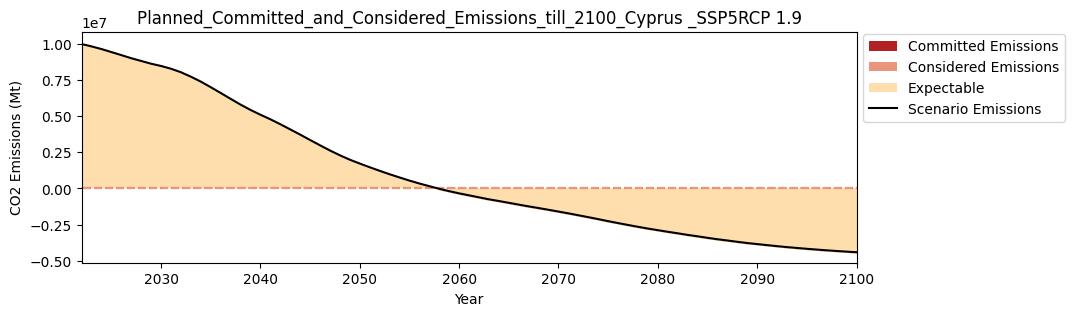 Planned_Committed_and_Considered_Emissions_till_2100_Cyprus _SSP5RCP 1.9
1e7
1.00
0.75
0.50
0.25
0.00
−0.25
−0.50
CO2 Emissions (Mt)
2030 2040 2050 2060 2070 2080 2090 2100
Year
Committed Emissions
Considered Emissions
Expectable
Scenario Emissions